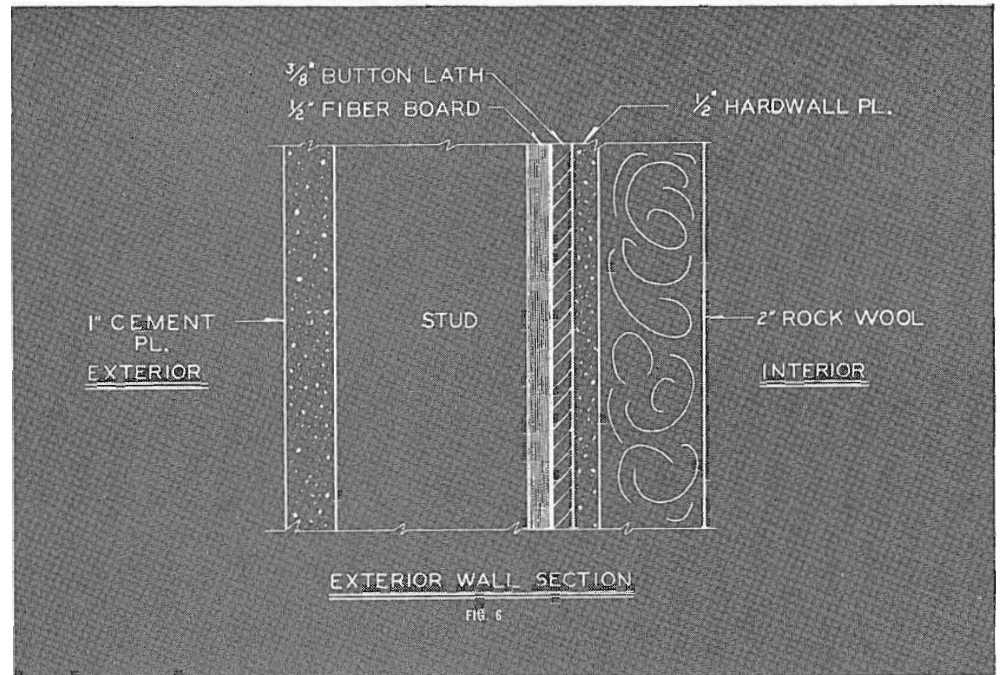 3/8" BUTTON LATH
1/2" FIBER BOARD
1/2" HARDWALL PL.
1" CEMENT
PL.
EXTERIOR
STUD
2" ROCK WOOL
INTERIOR
EXTERIOR WALL SECTION
FIG. 6